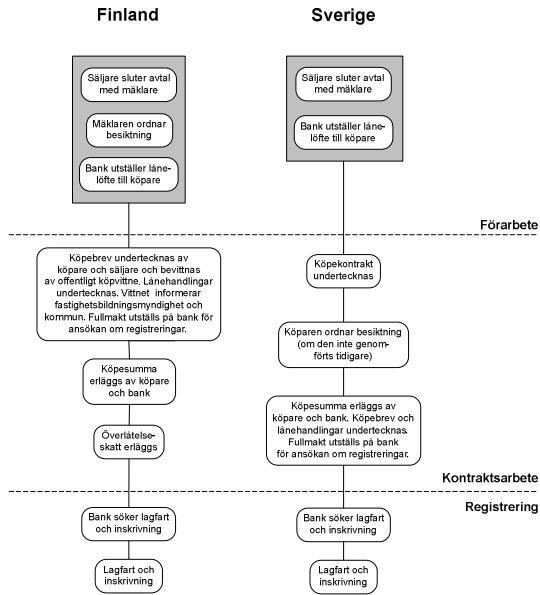 Finland
Sverige
Säljare sluter avtal
med mäklare
Mäklaren ordnar
besiktning
Bank utställer låne-
löfte till köpare
Säljare sluter avtal
med mäklare
Bank utställer låne-
löfte till köpare
Förarbete
Köpebrev undertecknas av
köpare och säljare och bevittnas
av offentligt köpvittne. Lånehandlingar
undertecknas. Vittnet informerar
fastighetsbildningsmyndighet och
kommun. Fullmakt utställs på bank för
ansökan om registreringar.
Köpesumma
erläggs av köpare
och bank
Överlåtelse-
skatt erläggs
Köpekontrakt
undertecknas
Köparen ordnar besiktning
(om den inte genom-
förts tidigare)
Köpesumma erläggs av
köpare och bank. Köpebrev och
lånehandlingar undertecknas.
Fullmakt utställs på bank
för ansökan om registreringar.
Kontraktsarbete
Registrering
Bank söker lagfart
och inskrivning
Lagfart och
inskrivning
Bank söker lagfart
och inskrivning
Lagfart och
inskrivning